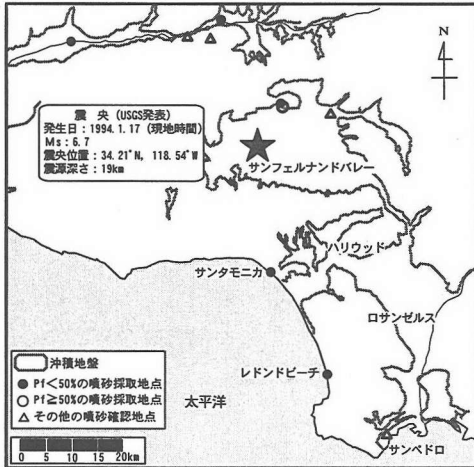 N
震 央 (USGS発表)
発生日:1994.1.17 (現地時間)
Ms:6.7
震央位置:34.21°N, 118.54°W
震源深さ:19km
サンフェルナンドバレー
ハリウッド
サンタモニカ
ロサンゼルス
レドンドビーチ
太平洋
サンペドロ
沖積地盤
Pf<50%の噴砂採取地点
Pf≧50%の噴砂採取地点
その他の噴砂確認地点
0 5 10 15 20km